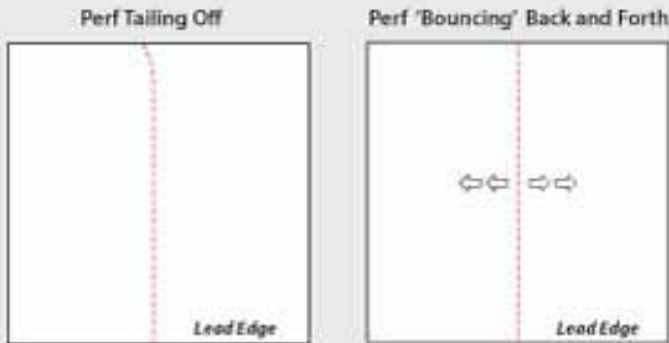 Perf Tailing Off
Perf "Bouncing" Back and Forth
Lead Edge
Lead Edge